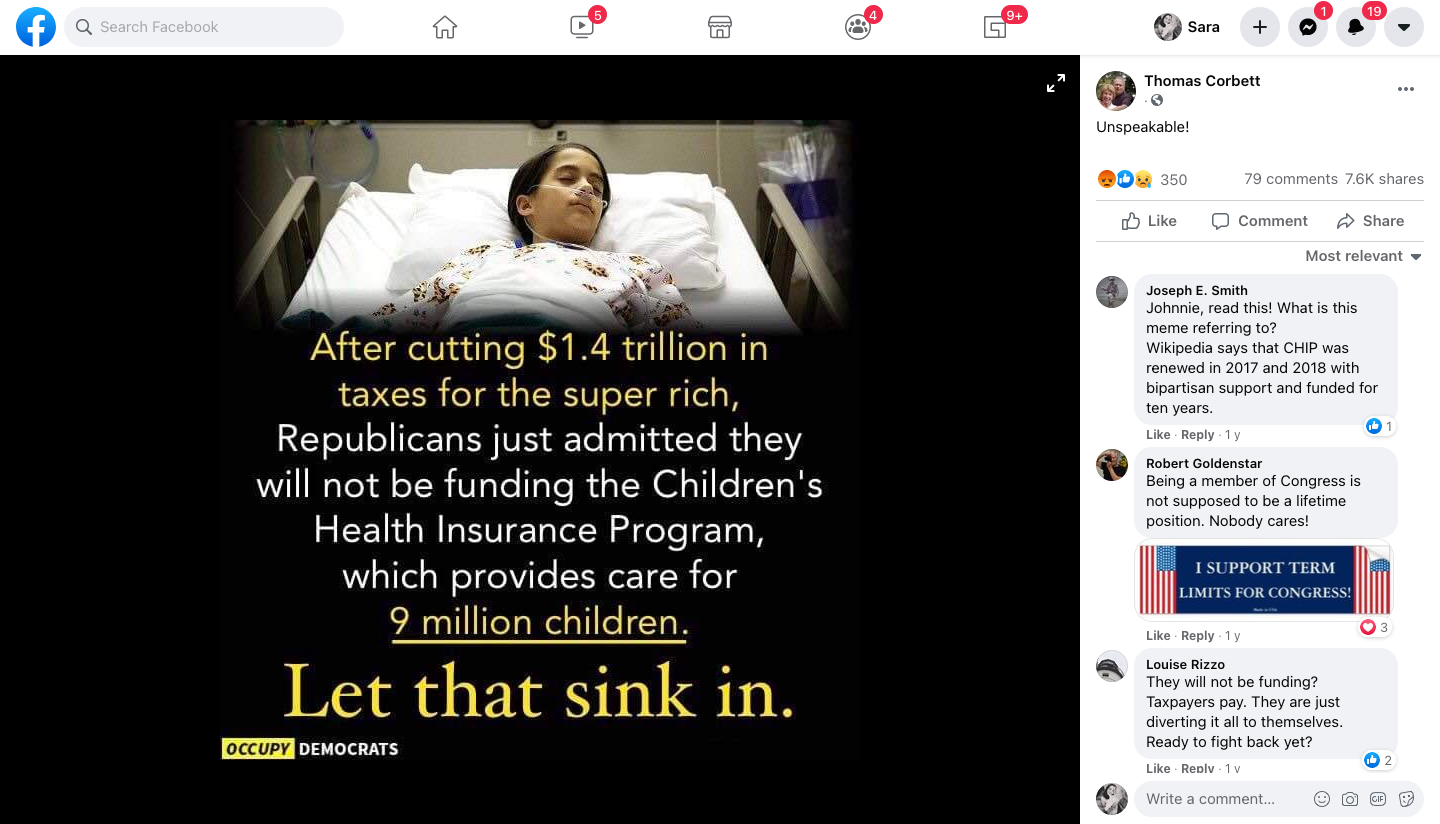 Search Facebook
5
4
9+
Sara
1
19
Thomas Corbett
Unspeakable!
350
79 comments 7.6K shares
Like
Comment
Share
Most relevant
After cutting $1.4 trillion in
taxes for the super rich,
Republicans just admitted they
will not be funding the Children's
Health Insurance Program,
which provides care for
9 million children.
Let that sink in.
OCCUPY DEMOCRATS
Joseph E. Smith
Johnnie, read this! What is this
meme referring to?
Wikipedia says that CHIP was
renewed in 2017 and 2018 with
bipartisan support and funded for
ten years.
1
Like · Reply · 1 y
Robert Goldenstar
Being a member of Congress is
not supposed to be a lifetime
position. Nobody cares!
I SUPPORT TERM
LIMITS FOR CONGRESS!
3
Like · Reply · 1 y
Louise Rizzo
They will not be funding?
Taxpayers pay. They are just
diverting it all to themselves.
Ready to fight back yet?
2
Like · Reply · 1 y
Write a comment...
GIF